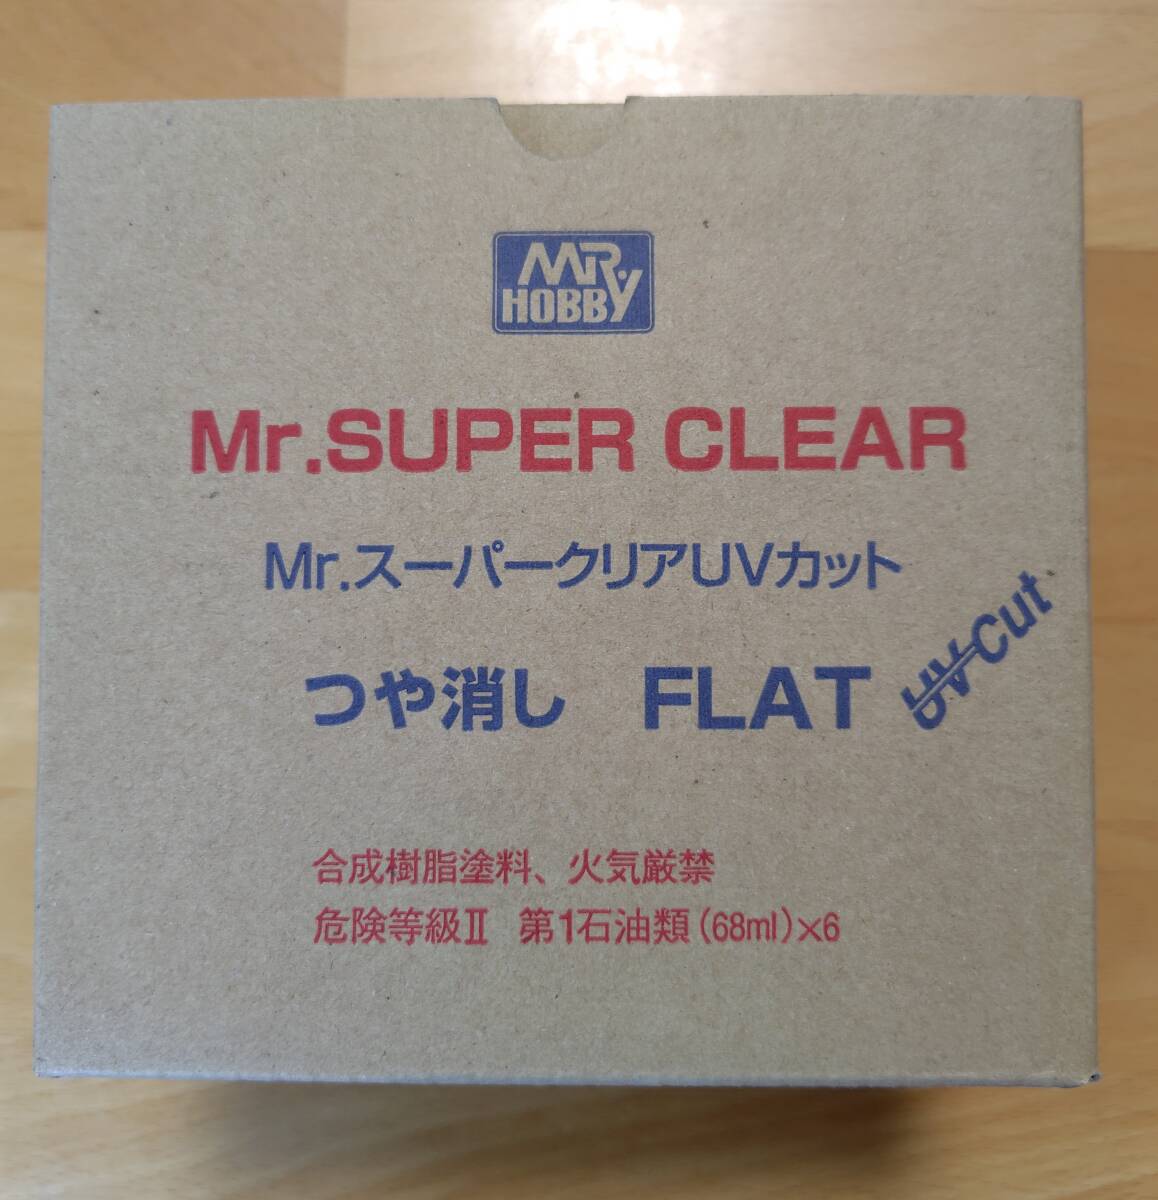 MR.
HOBBY
Mr.SUPER CLEAR
Mr.スーパークリアUVカット
つや消し FLAT
UV Cut
合成樹脂塗料、火気厳禁
危険等級Ⅱ 第1石油類(68ml)×6